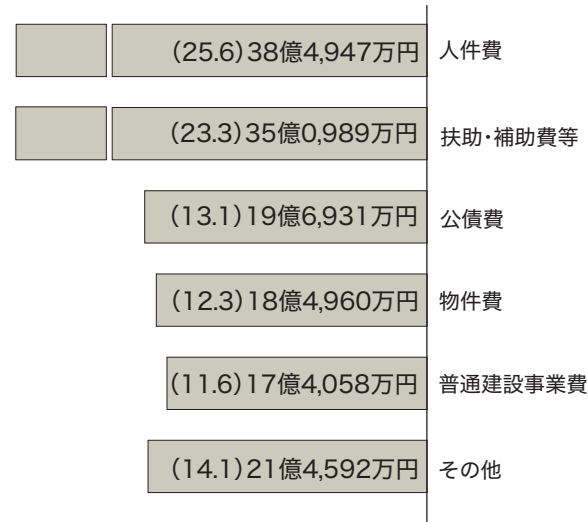 (25.6)38億4,947万円 人件費
(23.3)35億0,989万円 扶助・補助費等
(13.1)19億6,931万円 公債費
(12.3)18億4,960万円 物件費
(11.6)17億4,058万円 普通建設事業費
(14.1)21億4,592万円 その他